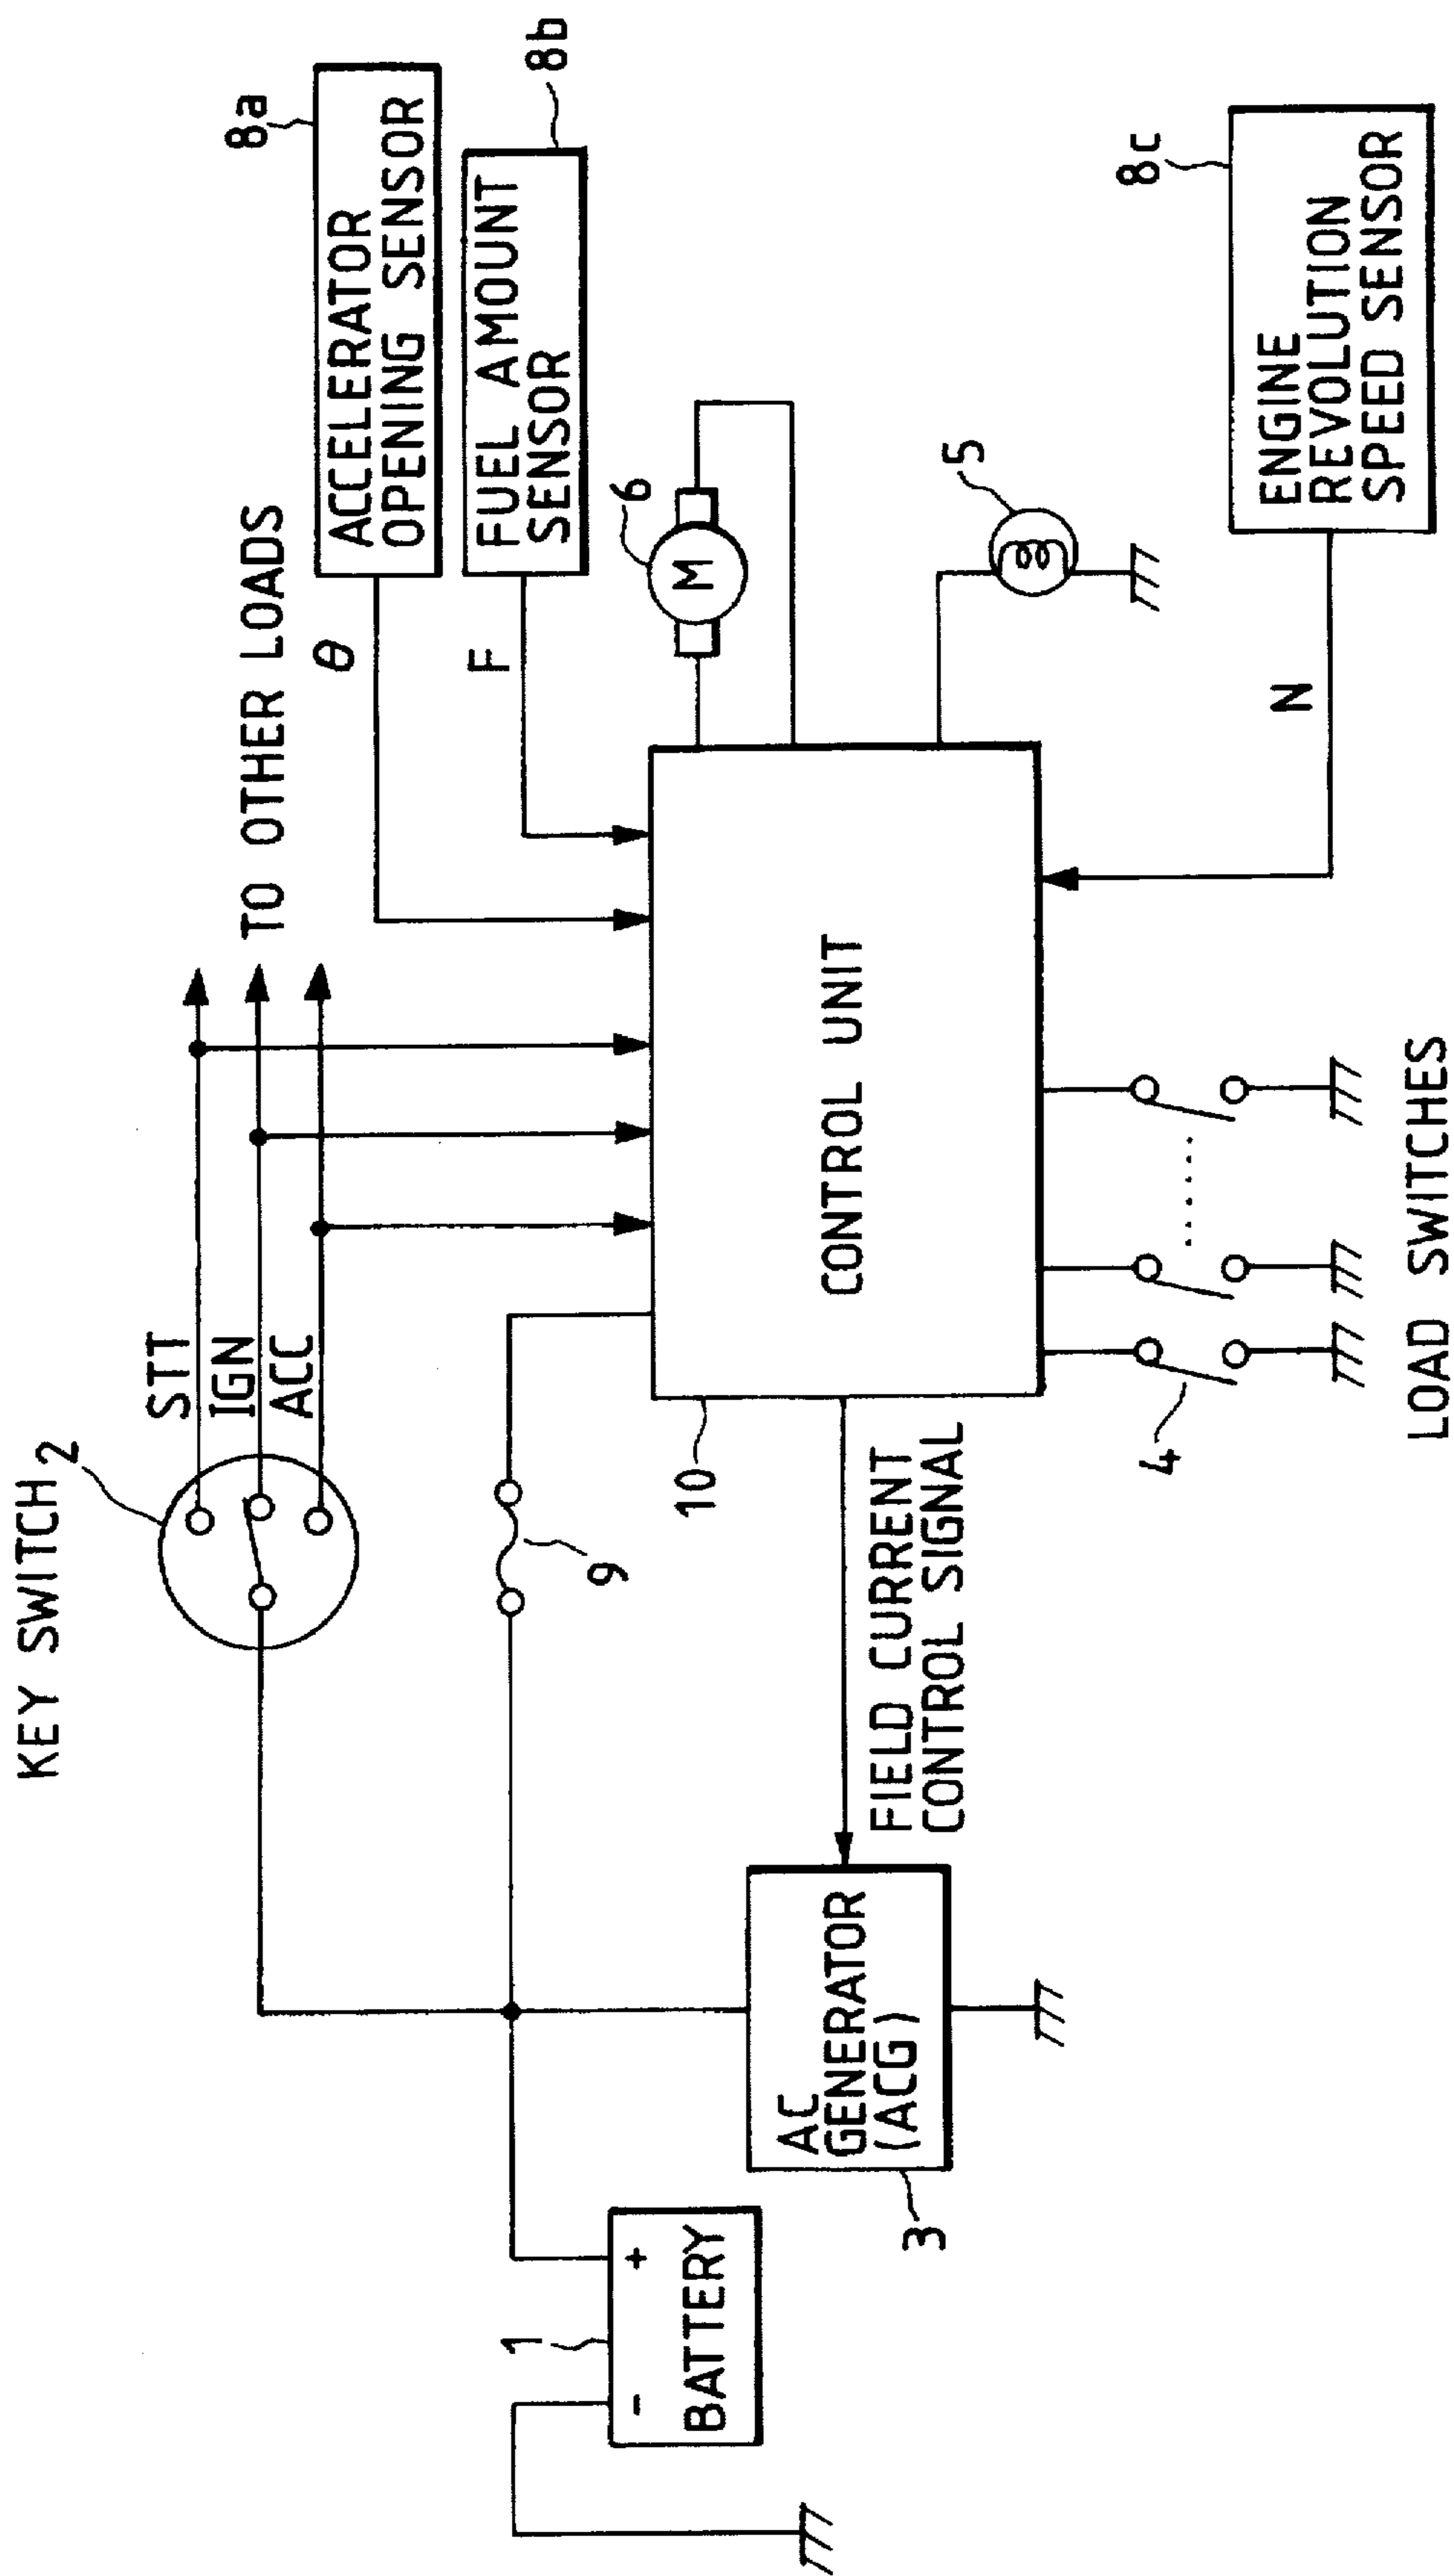 KEY SWITCH
2
STT
IGN
ACC
TO OTHER LOADS
8a
ACCELERATOR
OPENING SENSOR
θ
8b
FUEL AMOUNT
SENSOR
F
9
6
M
1
- +
BATTERY
3
AC
GENERATOR
(ACG)
FIELD CURRENT
CONTROL SIGNAL
10
CONTROL UNIT
5
8c
ENGINE
REVOLUTION
SPEED SENSOR
N
4
LOAD SWITCHES